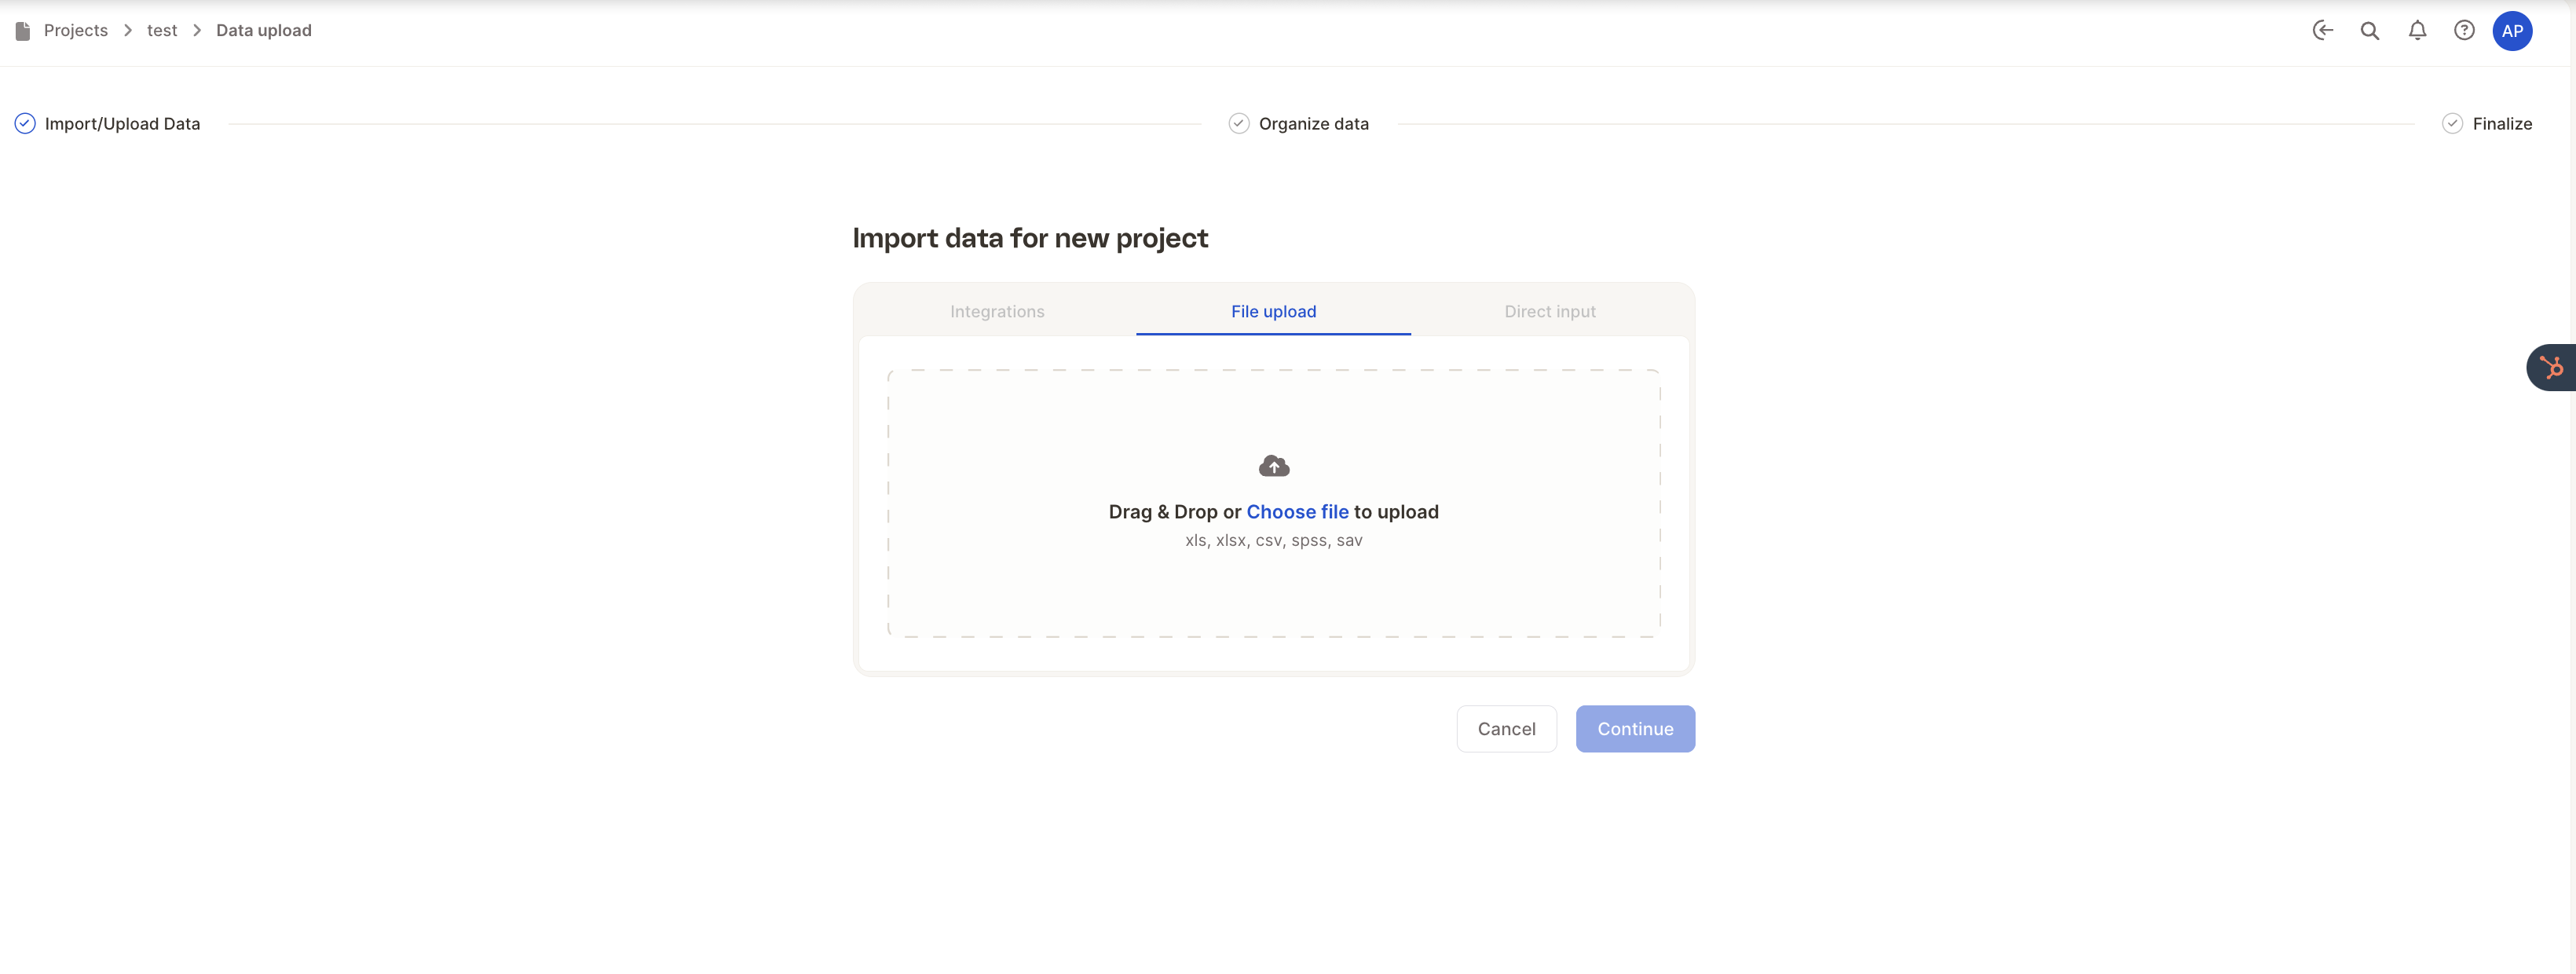 Projects > test > Data upload
AP
Import/Upload Data
Organize data
Finalize
Import data for new project
Integrations
File upload
Direct input
Drag & Drop or Choose file to upload
xls, xlsx, csv, spss, sav
Cancel
Continue